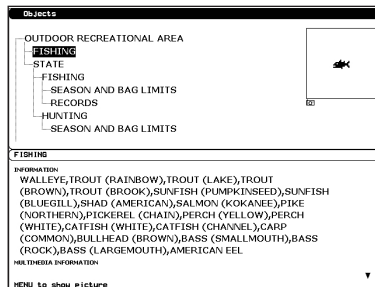 Objects
OUTDOOR RECREATIONAL AREA
FISHING
STATE
FISHING
SEASON AND BAG LIMITS
RECORDS
HUNTING
SEASON AND BAG LIMITS
FISHING
INFORMATION
WALLEYE,TROUT (RAINBOW),TROUT (LAKE),TROUT
(BROWN),TROUT (BROOK),SUNFISH (PUMPKINSEED),SUNFISH
(BLUEGILL),SHAD (AMERICAN),SALMON (KOKANEE),PIKE
(NORTHERN),PICKEREL (CHAIN),PERCH (YELLOW),PERCH
(WHITE),CATFISH (WHITE),CATFISH (CHANNEL),CARP
(COMMON),BULLHEAD (BROWN),BASS (SMALLMOUTH),BASS
(ROCK),BASS (LARGEMOUTH),AMERICAN EEL
MULTIMEDIA INFORMATION
MENU to show picture